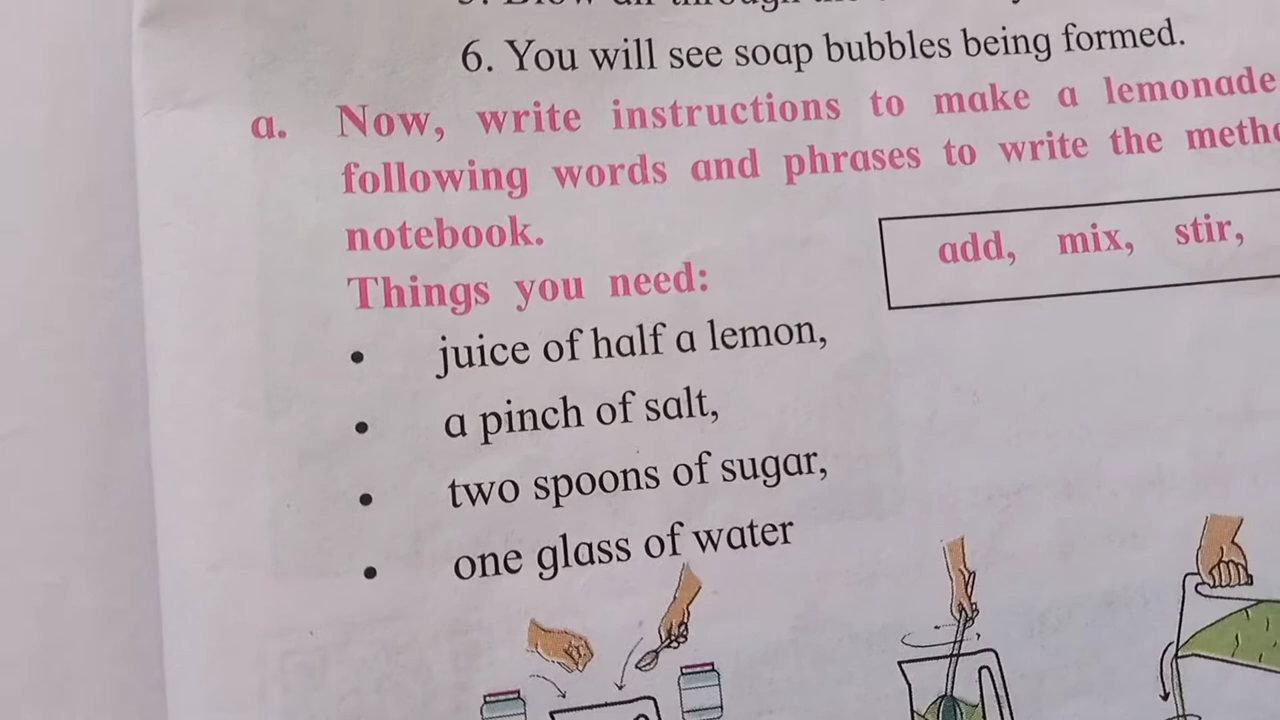 6. You will see soap bubbles being formed.
a. Now, write instructions to make a lemonade
following words and phrases to write the
notebook.
add, mix, stir,
Things you need:
• juice of half a lemon,
• a pinch of salt,
• two spoons of sugar,
• one glass of water